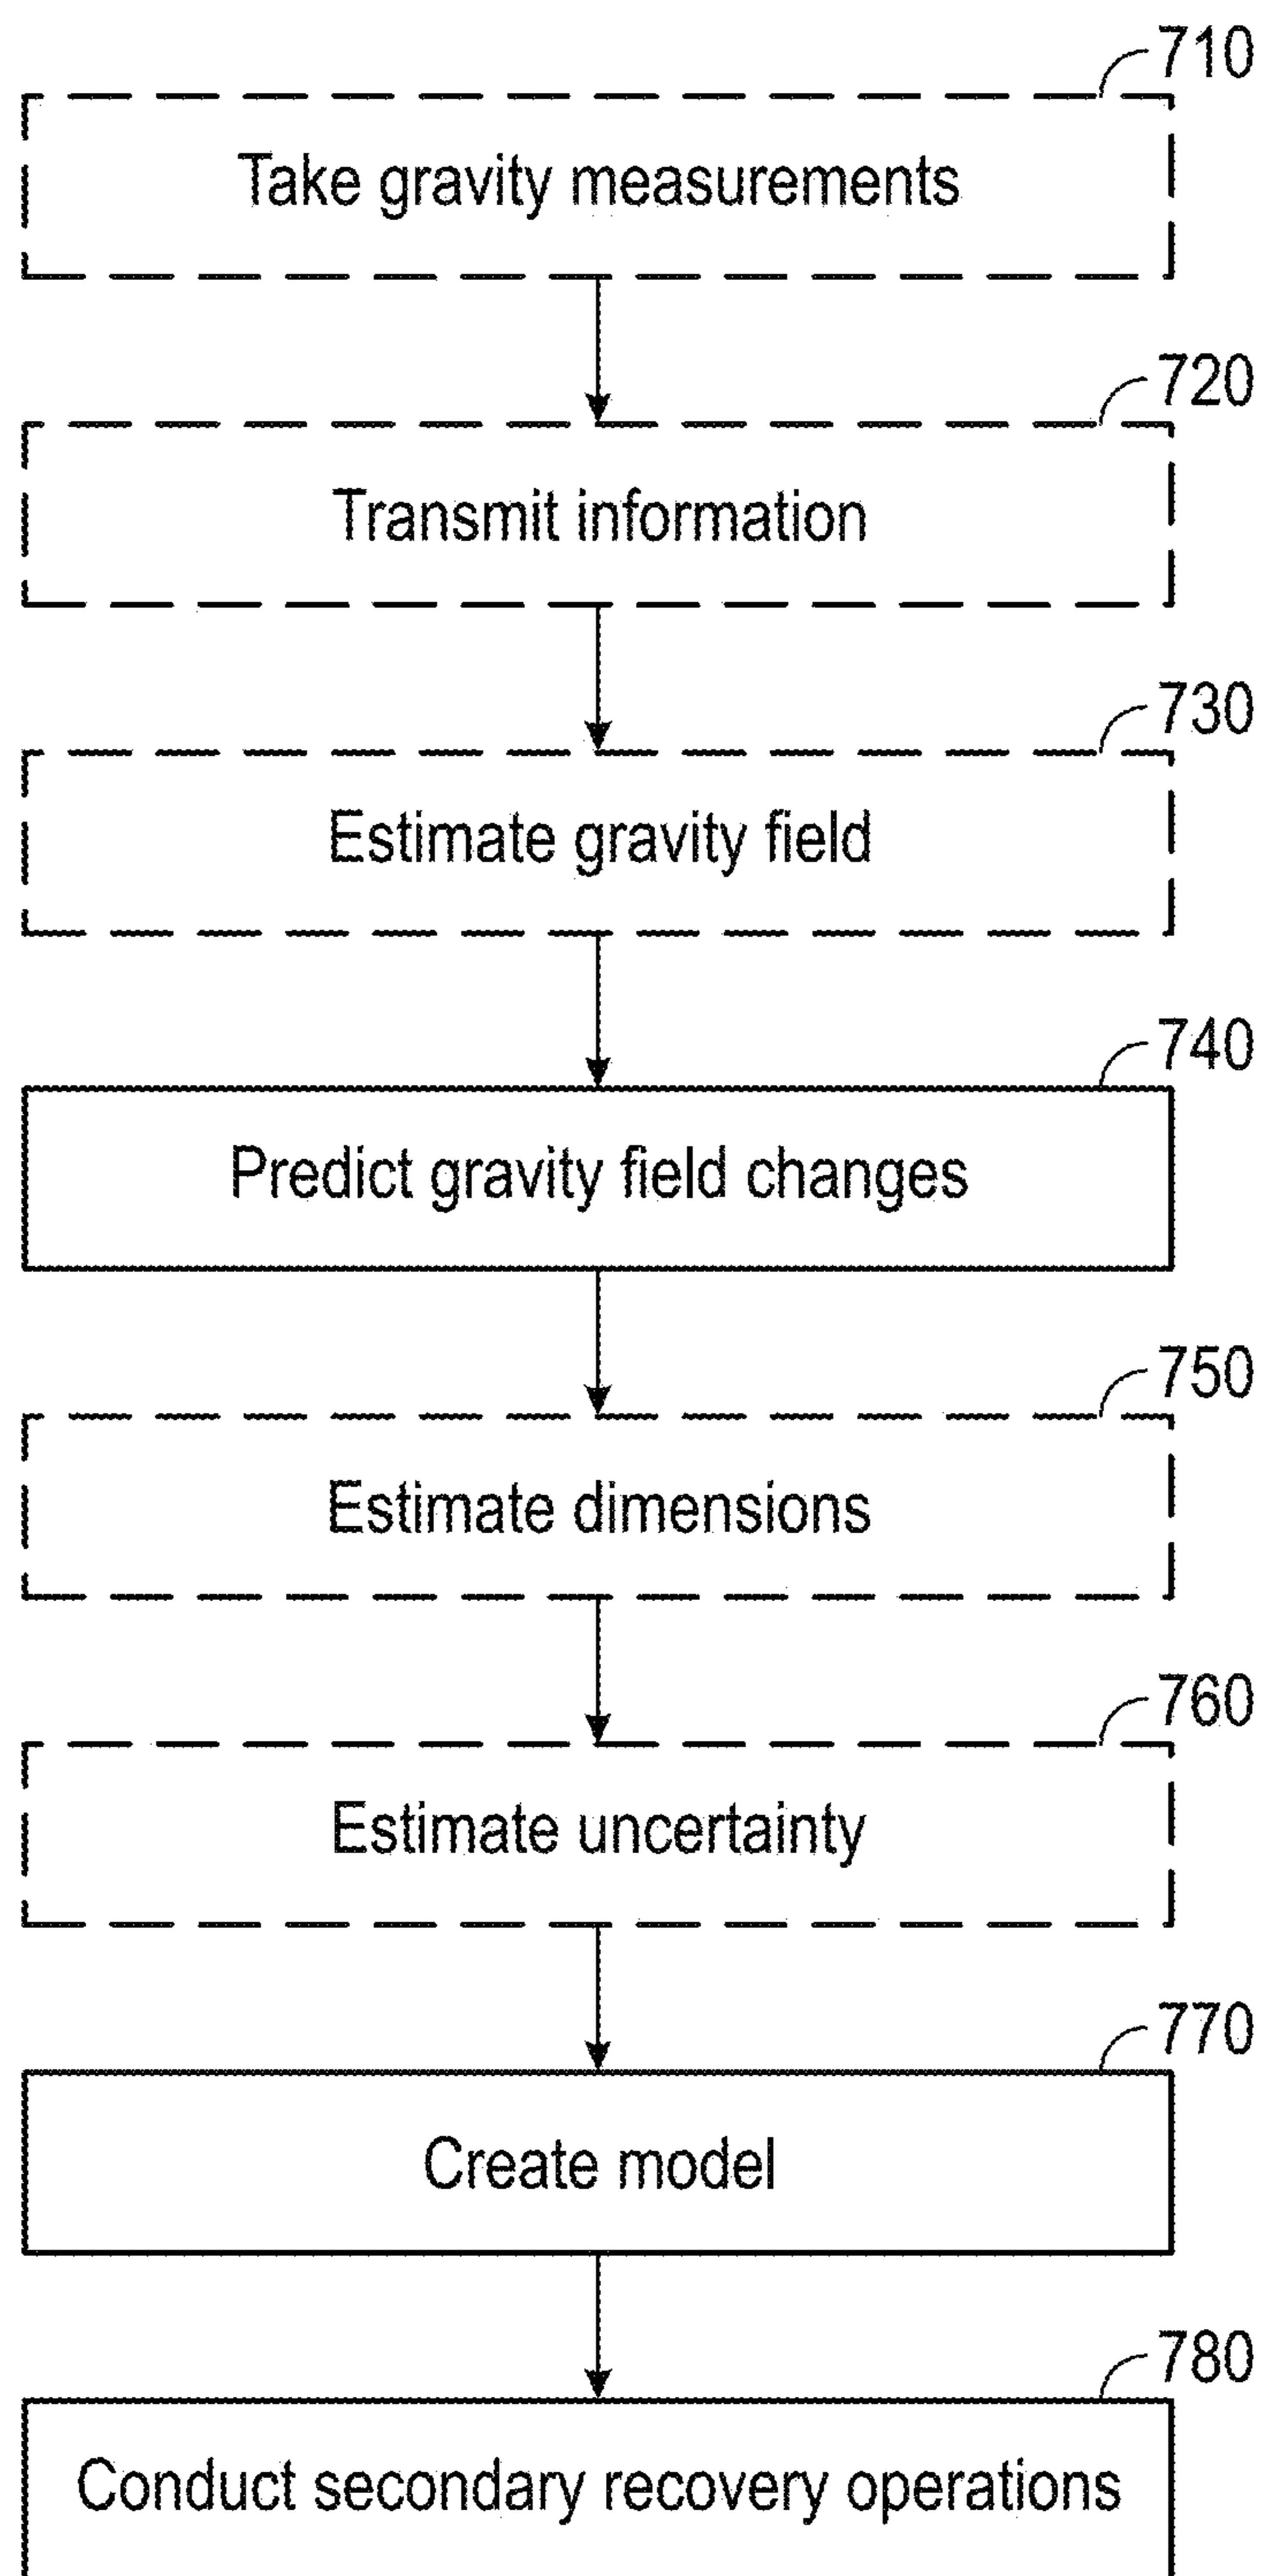 710
Take gravity measurements
720
Transmit information
730
Estimate gravity field
740
Predict gravity field changes
750
Estimate dimensions
760
Estimate uncertainty
770
Create model
780
Conduct secondary recovery operations